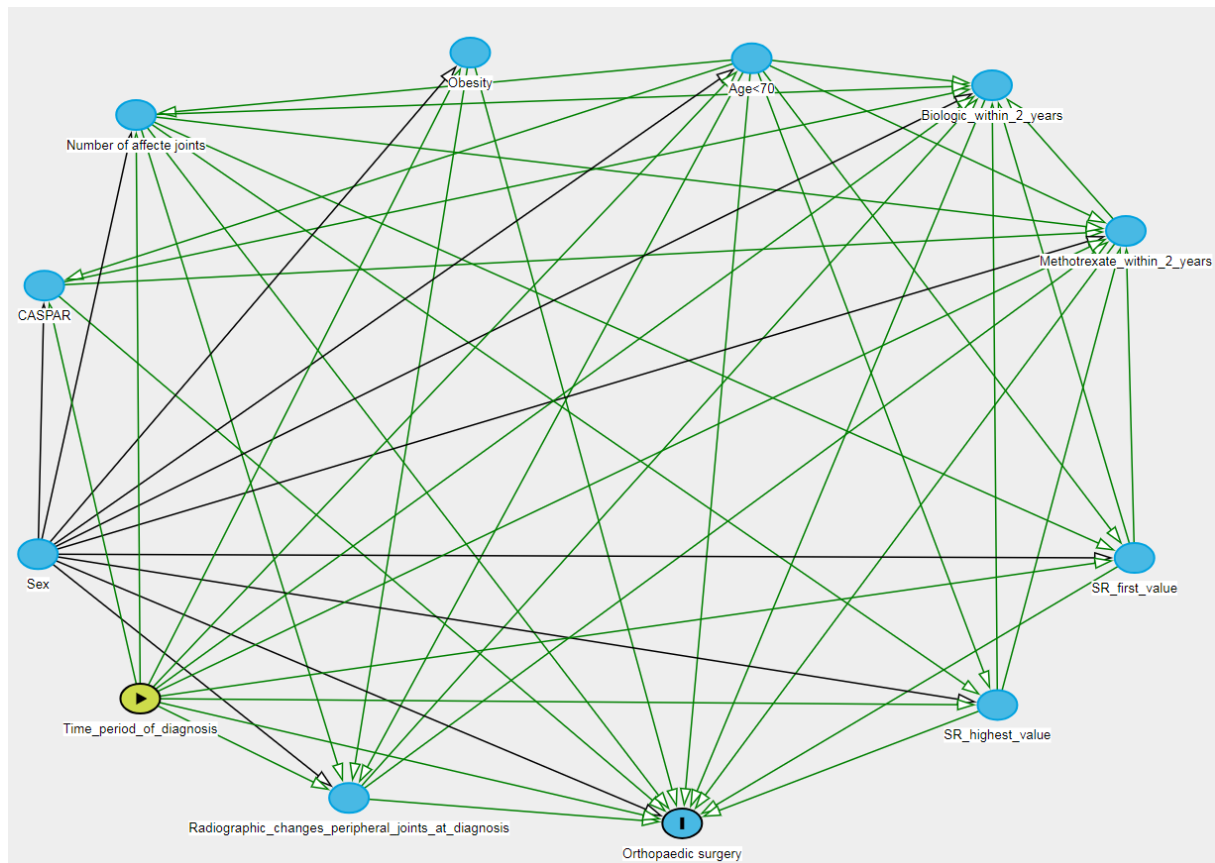 Obesity
Age<70
Biologic_within_2_years
Number of affecte joints
Methotrexate_within_2_years
CASPAR
Sex
SR_first_value
Time_period_of_diagnosis
SR_highest_value
Radiographic_changes_peripheral_joints_at_diagnosis
Orthopaedic surgery